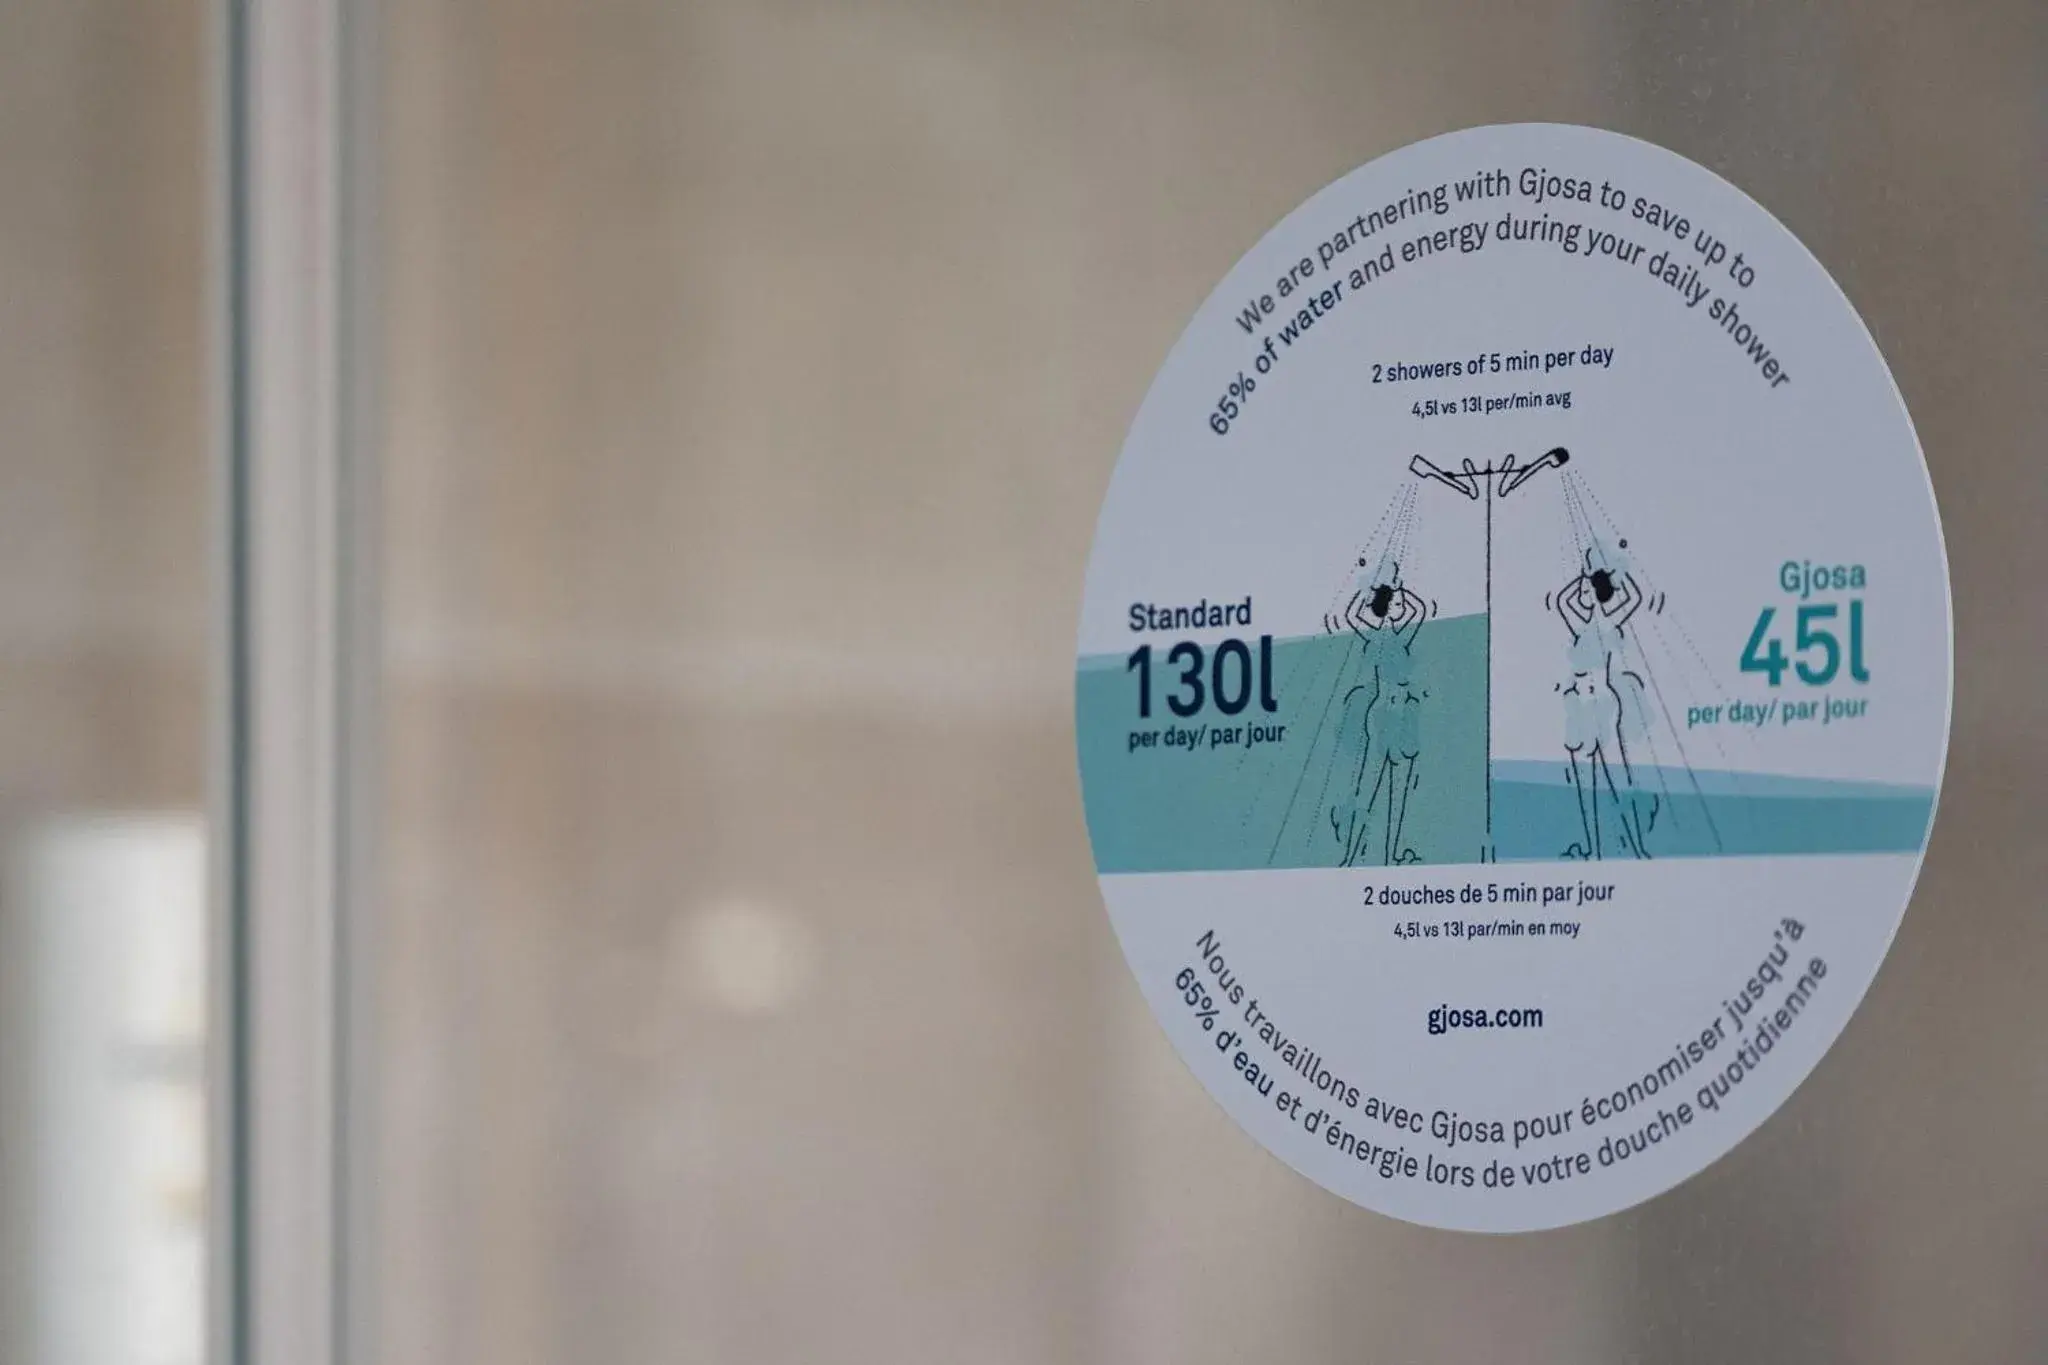 We are partnering with Gjosa to save up to
65% of water and energy during your daily shower
2 showers of 5 min per day
4,5l vs 13l per/min avg
Standard
130l
per day/ par jour
Gjosa
45l
per day/ par jour
2 douches de 5 min par jour
4,5l vs 13l par/min en moy
gjosa.com
Nous travaillons avec Gjosa pour économiser jusqu'à
65% d'eau et d'énergie lors de votre douche quotidienne